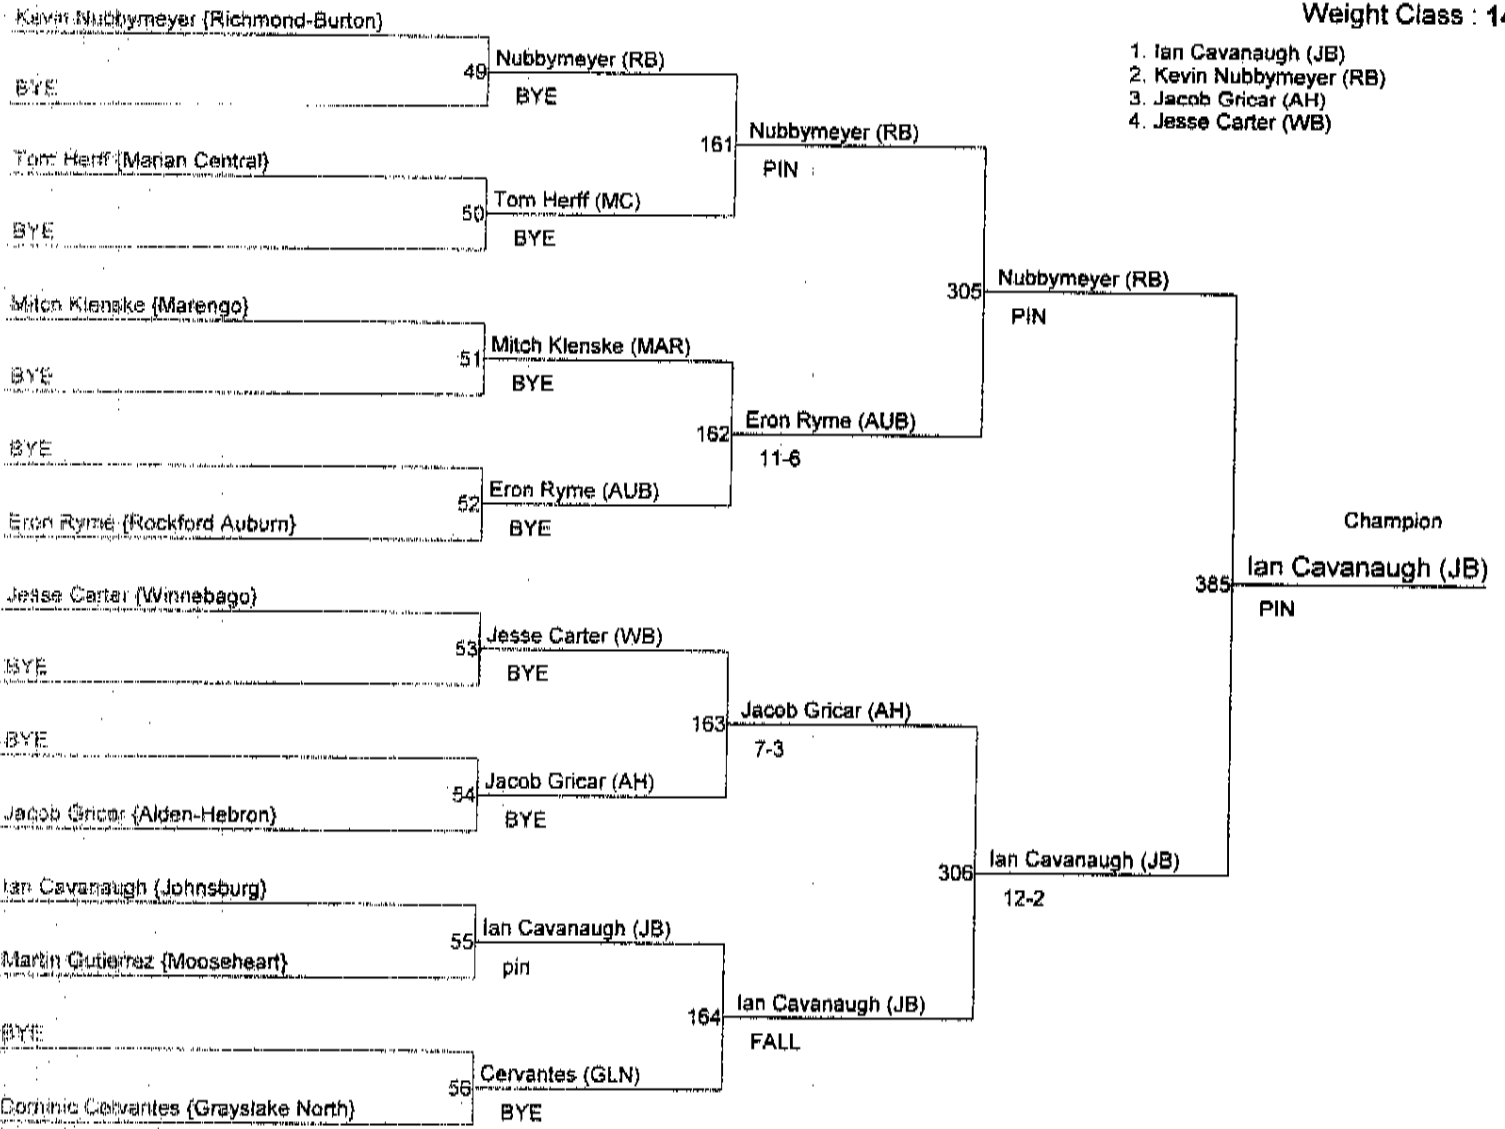 Weight Class : 14
1. Ian Cavanaugh (JB)
2. Kevin Nubbymeyer (RB)
3. Jacob Gricar (AH)
4. Jesse Carter (WB)
Kevin Nubbymeyer {Richmond-Burton}
49 Nubbymeyer (RB)
BYE
BYE
161 Nubbymeyer (RB)
PIN
Tom Herff {Marian Central}
50 Tom Herff (MC)
BYE
BYE
305 Nubbymeyer (RB)
PIN
Mitch Klenske {Marengo}
51 Mitch Klenske (MAR)
BYE
BYE
162 Eron Ryme (AUB)
11-6
BYE
52 Eron Ryme (AUB)
Eron Ryme {Rockford Auburn}
BYE
Champion
385 Ian Cavanaugh (JB)
PIN
Jesse Carter {Winnebago}
53 Jesse Carter (WB)
BYE
BYE
163 Jacob Gricar (AH)
7-3
BYE
54 Jacob Gricar (AH)
Jacob Gricar {Alden-Hebron}
BYE
306 Ian Cavanaugh (JB)
12-2
Ian Cavanaugh {Johnsburg}
55 Ian Cavanaugh (JB)
Martin Gutierrez {Mooseheart}
pin
164 Ian Cavanaugh (JB)
FALL
BYE
56 Cervantes (GLN)
Dominic Cervantes {Grayslake North}
BYE